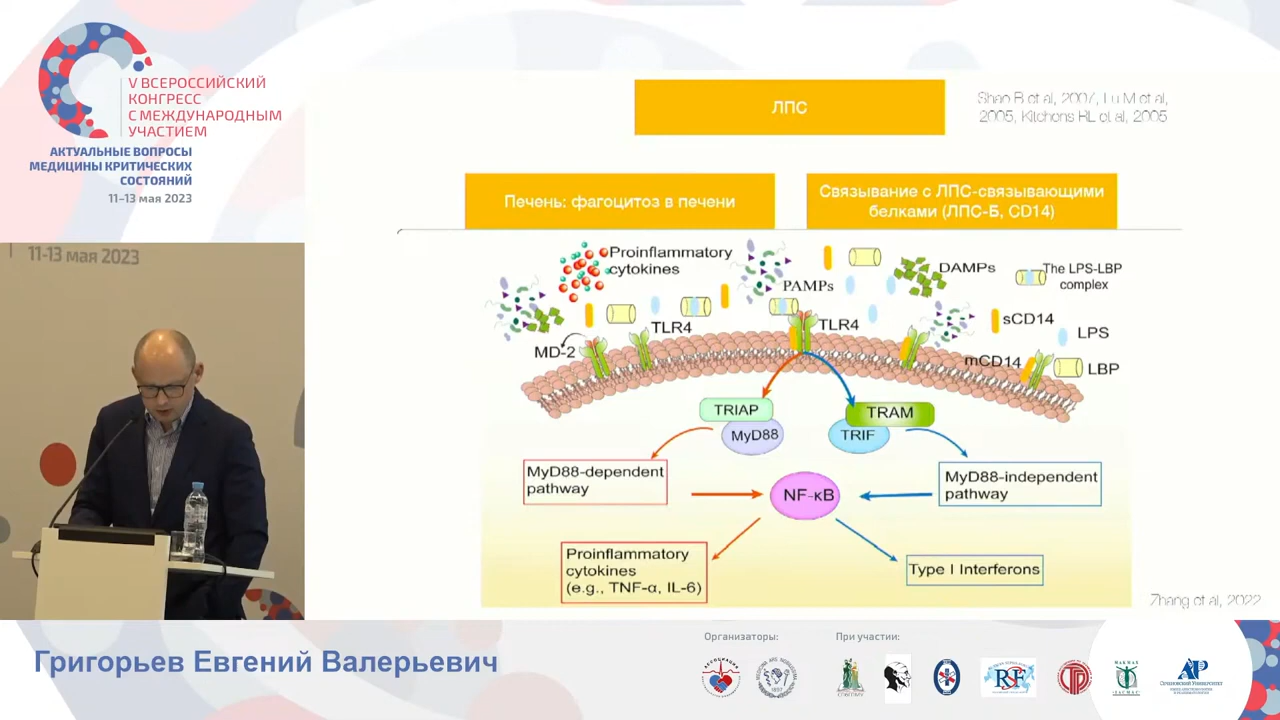 V ВСЕРОССИЙСКИЙ
КОНГРЕСС
С МЕЖДУНАРОДНЫМ
УЧАСТИЕМ
АКТУАЛЬНЫЕ ВОПРОСЫ
МЕДИЦИНЫ КРИТИЧЕСКИХ
СОСТОЯНИЙ
11-13 мая 2023
11-13 мая 2023
ЛПС
Shao B et al, 2007, Lu M et al,
2005, Kitchens RL et al, 2005
Печень: фагоцитоз в печени
Связывание с ЛПС-связывающими
белками (ЛПС-Б, CD14)
Proinflammatory
cytokines
PAMPs
DAMPs
The LPS-LBP
complex
TLR4
TLR4
sCD14
LPS
MD-2
mCD14
LBP
TRIAP
MyD88
TRAM
TRIF
MyD88-dependent
pathway
NF-κB
MyD88-independent
pathway
Proinflammatory
cytokines
(e.g., TNF-α, IL-6)
Type I Interferons
Zhang et al, 2022
Григорьев Евгений Валерьевич
Организаторы:
При участии: